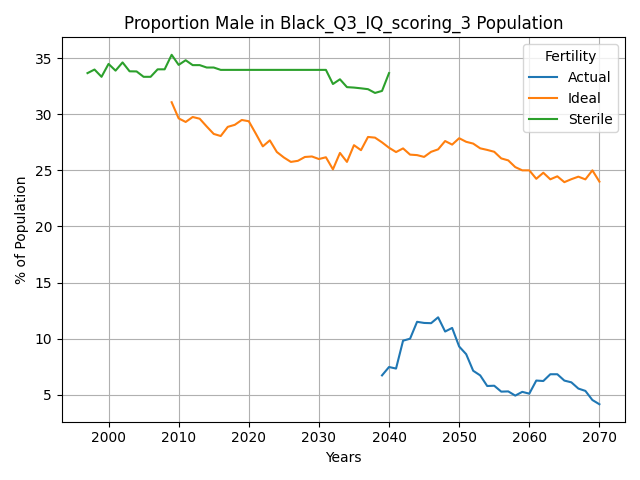 Proportion Male in Black_Q3_IQ_scoring_3 Population
Fertility
Actual
Ideal
Sterile
% of Population
35
30
25
20
15
10
5
2000 2010 2020 2030 2040 2050 2060 2070
Years